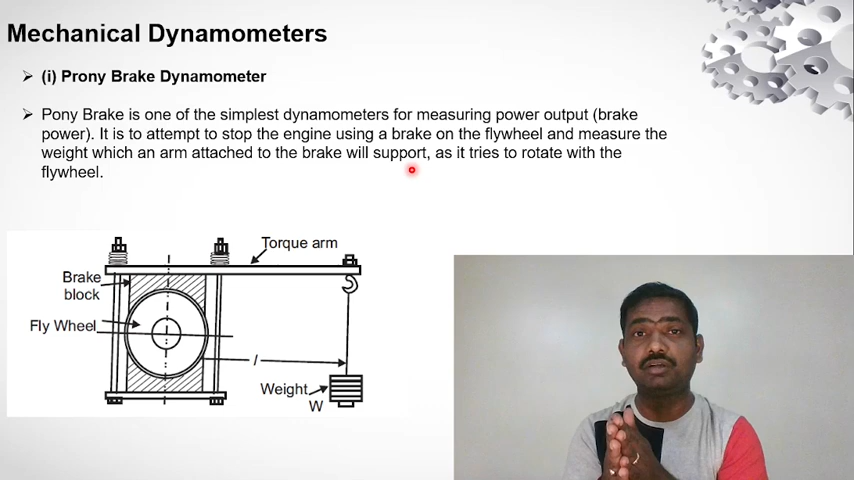 Mechanical Dynamometers
(i) Prony Brake Dynamometer
Pony Brake is one of the simplest dynamometers for measuring power output (brake
power). It is to attempt to stop the engine using a brake on the flywheel and measure the
weight which an arm attached to the brake will support, as it tries to rotate with the
flywheel.
Torque arm
Brake
block
Fly Wheel
l
Weight
W